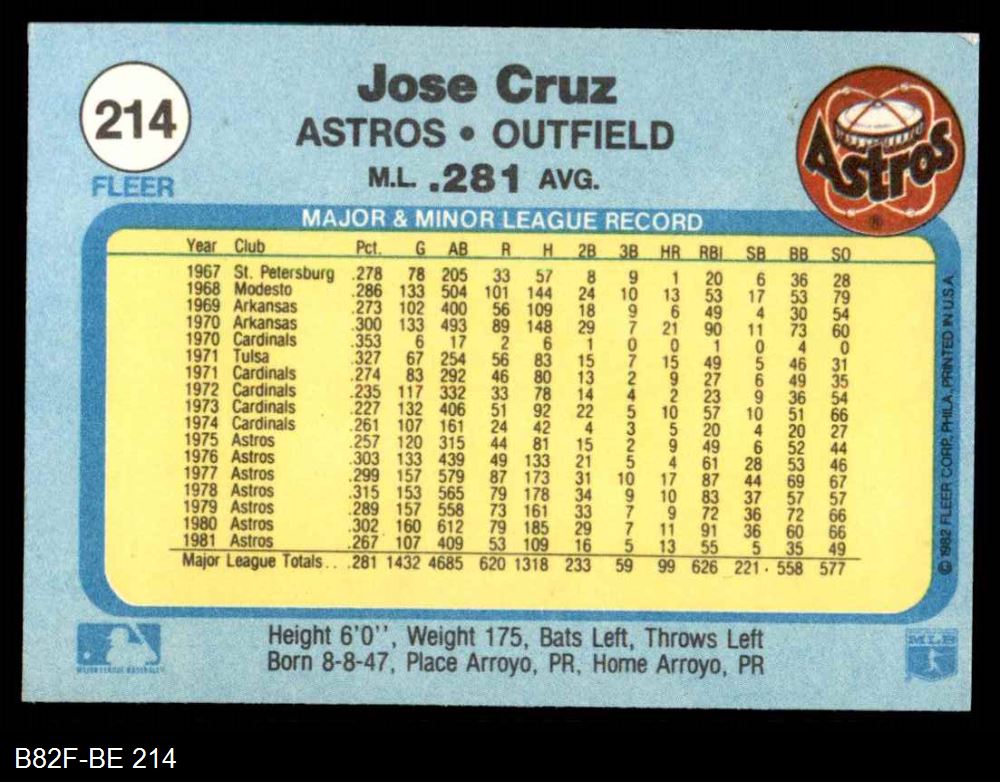 214
FLEER
Jose Cruz
ASTROS • OUTFIELD
M.L. .281 AVG.
Astros
®
MAJOR & MINOR LEAGUE RECORD
Year Club Pct. G AB R H 2B 3B HR RBI SB BB SO
1967 St. Petersburg .278 78 205 33 57 8 9 1 20 6 36 28
1968 Modesto .286 133 504 101 144 24 10 13 53 17 53 79
1969 Arkansas .273 102 400 56 109 18 9 6 49 4 30 54
1970 Arkansas .300 133 493 89 148 29 7 21 90 11 73 60
1970 Cardinals .353 6 17 2 6 1 0 0 1 0 4 0
1971 Tulsa .327 67 254 56 83 15 7 15 49 5 46 31
1971 Cardinals .274 83 292 46 80 13 2 9 27 6 49 35
1972 Cardinals .235 117 332 33 78 14 4 2 23 9 36 54
1973 Cardinals .227 132 406 51 92 22 5 10 57 10 51 66
1974 Cardinals .261 107 161 24 42 4 3 5 20 4 20 27
1975 Astros .257 120 315 44 81 15 2 9 49 6 52 44
1976 Astros .303 133 439 49 133 21 5 4 61 28 53 46
1977 Astros .299 157 579 87 173 31 10 17 87 44 69 67
1978 Astros .315 153 565 79 178 34 9 10 83 37 57 57
1979 Astros .289 157 558 73 161 33 7 9 72 36 72 66
1980 Astros .302 160 612 79 185 29 7 11 91 36 60 66
1981 Astros .267 107 409 53 109 16 5 13 55 5 35 49
Major League Totals. . .281 1432 4685 620 1318 233 59 99 626 221 558 577
© 1982 FLEER CORP. PHILA. PRINTED IN U.S.A.
MAJOR LEAGUE BASEBALL
Height 6'0'', Weight 175, Bats Left, Throws Left
Born 8-8-47, Place Arroyo, PR, Home Arroyo, PR
MLB
B82F-BE 214